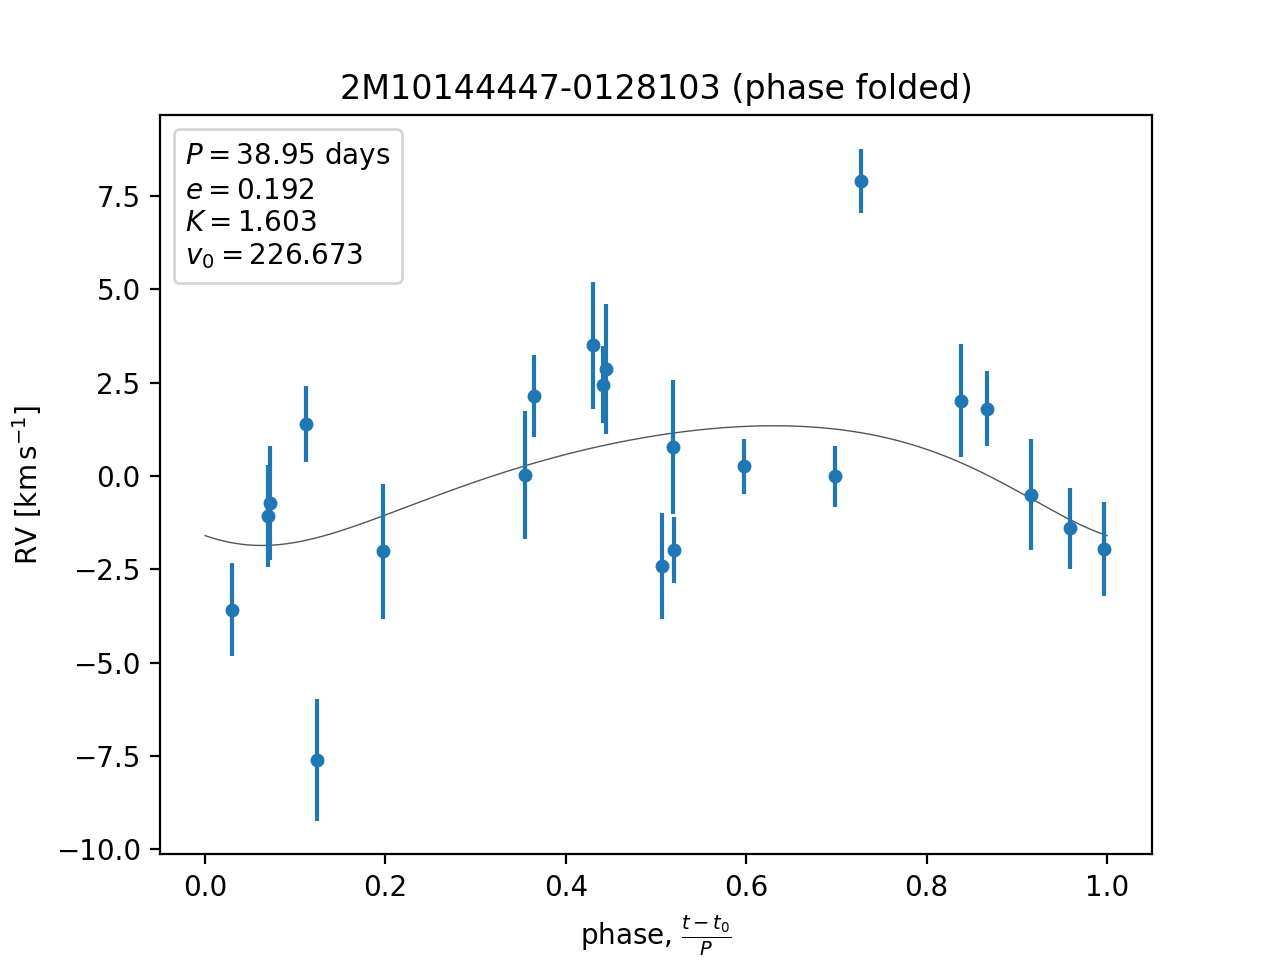 2M10144447-0128103 (phase folded)
P = 38.95 days
e = 0.192
K = 1.603
v₀ = 226.673
RV [km s⁻¹]
7.5
5.0
2.5
0.0
−2.5
−5.0
−7.5
−10.0
0.0 0.2 0.4 0.6 0.8 1.0
phase, (t − t₀)/P